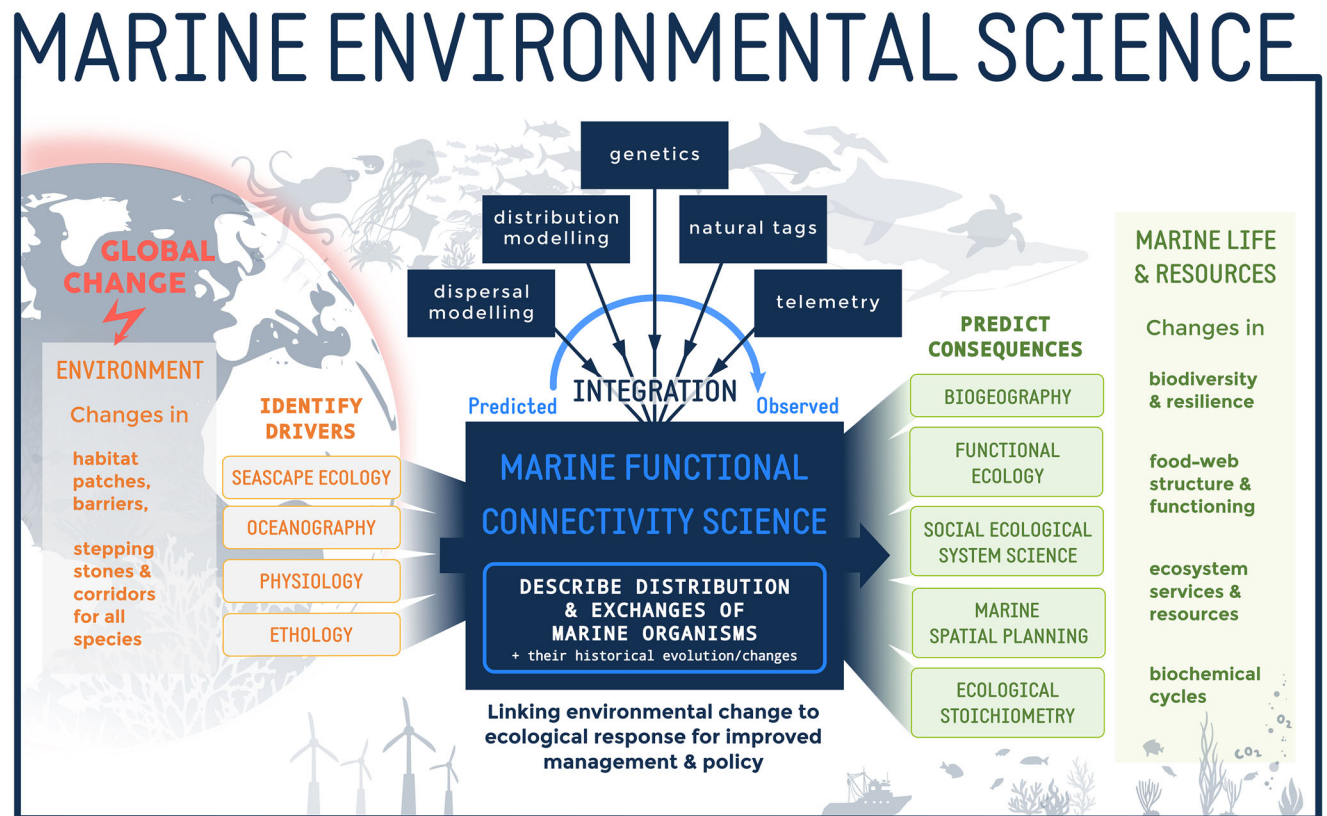 MARINE ENVIRONMENTAL SCIENCE
genetics
distribution
modelling
natural tags
dispersal
modelling
telemetry
INTEGRATION
Predicted
Observed
GLOBAL
CHANGE
ENVIRONMENT
Changes in
habitat
patches,
barriers,
stepping
stones &
corridors
for all
species
IDENTIFY
DRIVERS
SEASCAPE ECOLOGY
OCEANOGRAPHY
PHYSIOLOGY
ETHOLOGY
MARINE FUNCTIONAL
CONNECTIVITY SCIENCE
DESCRIBE DISTRIBUTION
& EXCHANGES OF
MARINE ORGANISMS
+ their historical evolution/changes
Linking environmental change to
ecological response for improved
management & policy
PREDICT
CONSEQUENCES
BIOGEOGRAPHY
FUNCTIONAL
ECOLOGY
SOCIAL ECOLOGICAL
SYSTEM SCIENCE
MARINE
SPATIAL PLANNING
ECOLOGICAL
STOICHIOMETRY
MARINE LIFE
& RESOURCES
Changes in
biodiversity
& resilience
food-web
structure &
functioning
ecosystem
services &
resources
biochemical
cycles
O2
CO2